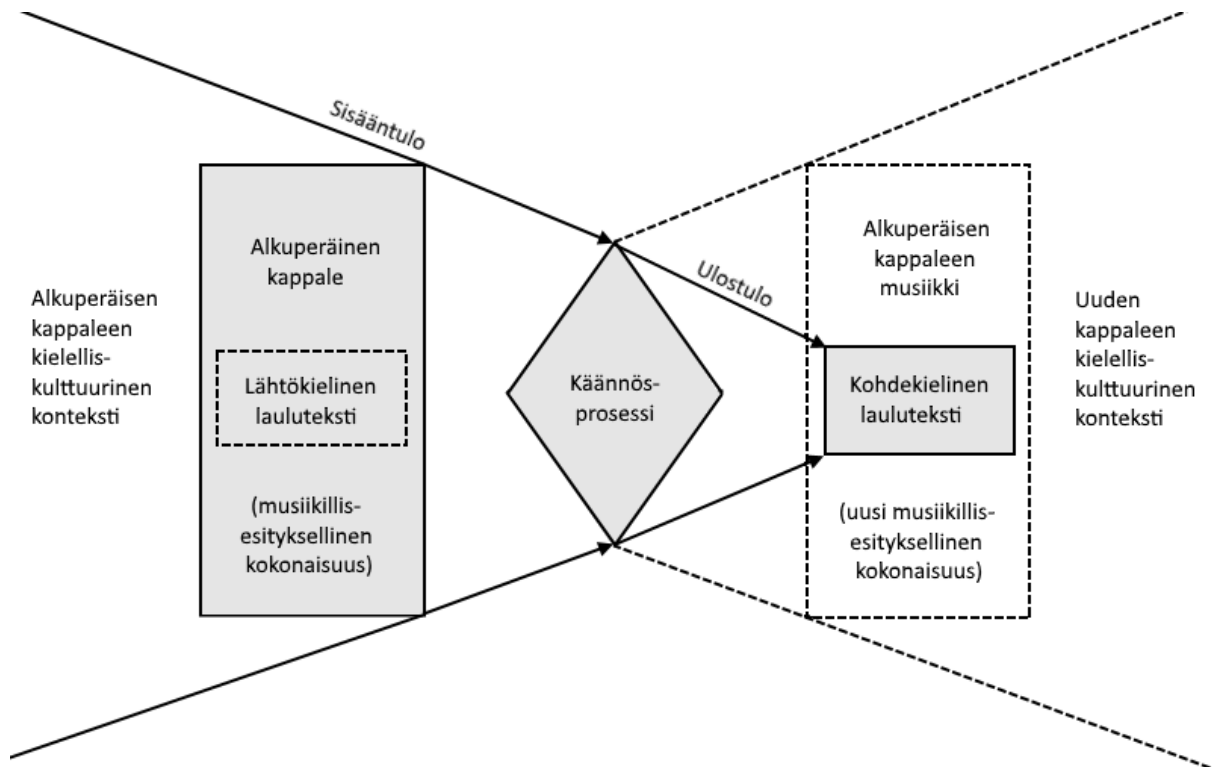 Sisääntulo
Alkuperäisen
kappaleen
kielellis-
kulttuurinen
konteksti
Alkuperäinen
kappale
Lähtökielinen
lauluteksti
(musiikillis-
esityksellinen
kokonaisuus)
Käännös-
prosessi
Ulostulo
Alkuperäisen
kappaleen
musiikki
Kohdekielinen
lauluteksti
(uusi musiikillis-
esityksellinen
kokonaisuus)
Uuden
kappaleen
kielellis-
kulttuurinen
konteksti